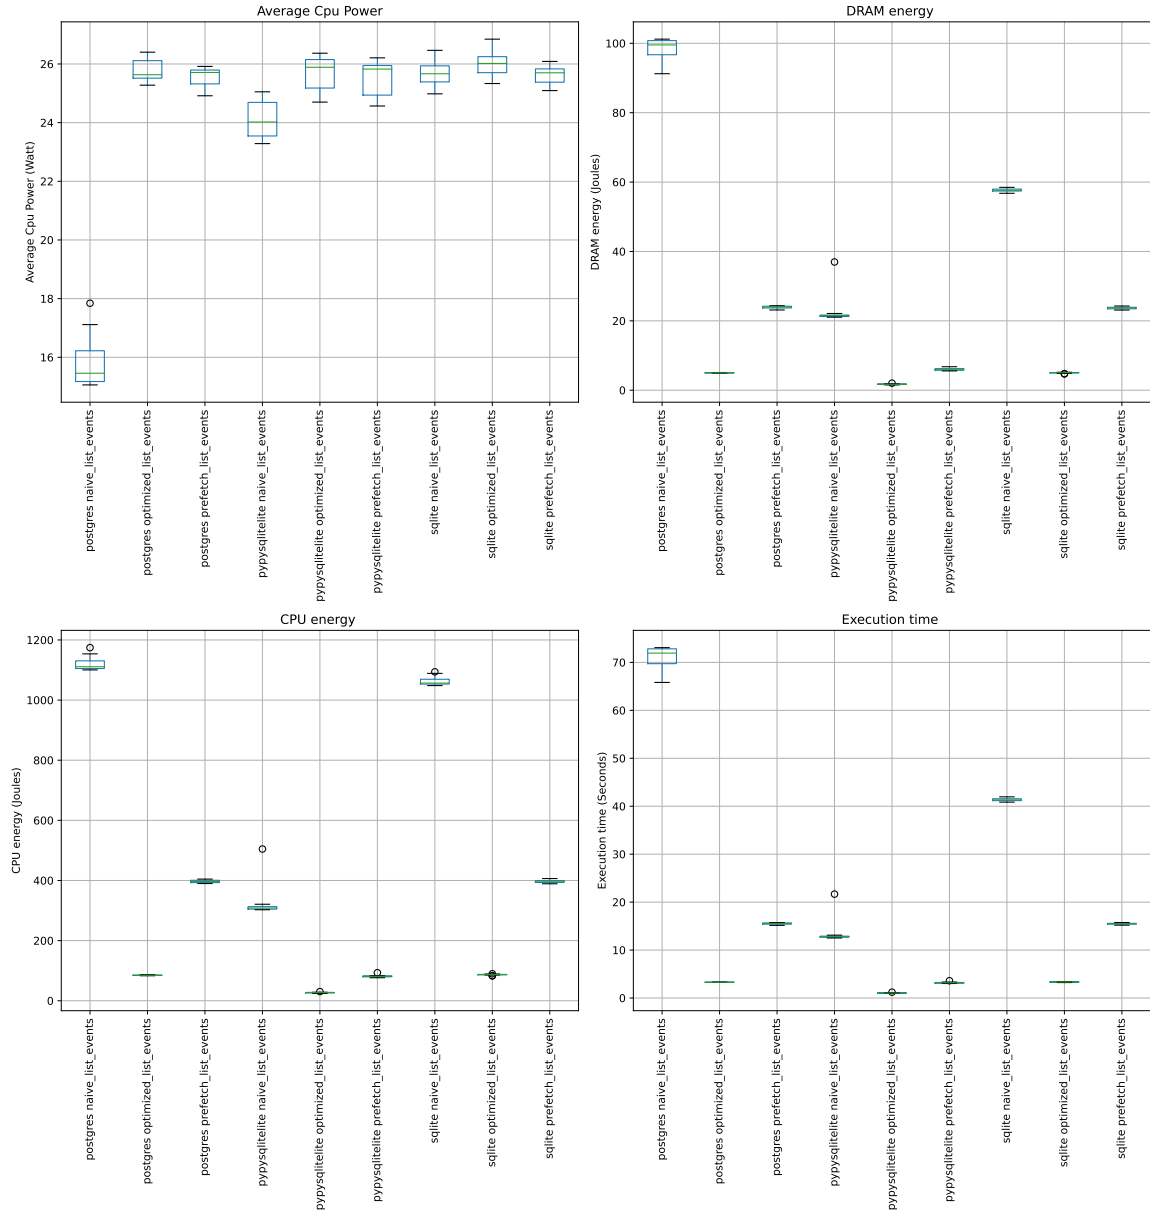 Average Cpu Power
Average Cpu Power (Watt)
26
24
22
20
18
16
postgres naive_list_events
postgres optimized_list_events
postgres prefetch_list_events
pypysqlitelite naive_list_events
pypysqlitelite optimized_list_events
pypysqlitelite prefetch_list_events
sqlite naive_list_events
sqlite optimized_list_events
sqlite prefetch_list_events
DRAM energy
DRAM energy (Joules)
100
80
60
40
20
0
postgres naive_list_events
postgres optimized_list_events
postgres prefetch_list_events
pypysqlitelite naive_list_events
pypysqlitelite optimized_list_events
pypysqlitelite prefetch_list_events
sqlite naive_list_events
sqlite optimized_list_events
sqlite prefetch_list_events
CPU energy
CPU energy (Joules)
1200
1000
800
600
400
200
0
postgres naive_list_events
postgres optimized_list_events
postgres prefetch_list_events
pypysqlitelite naive_list_events
pypysqlitelite optimized_list_events
pypysqlitelite prefetch_list_events
sqlite naive_list_events
sqlite optimized_list_events
sqlite prefetch_list_events
Execution time
Execution time (Seconds)
70
60
50
40
30
20
10
0
postgres naive_list_events
postgres optimized_list_events
postgres prefetch_list_events
pypysqlitelite naive_list_events
pypysqlitelite optimized_list_events
pypysqlitelite prefetch_list_events
sqlite naive_list_events
sqlite optimized_list_events
sqlite prefetch_list_events